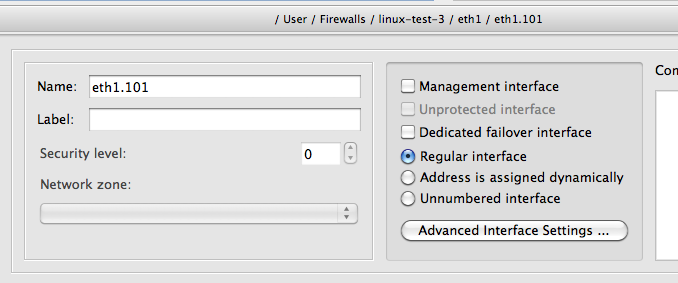 / User / Firewalls / linux-test-3 / eth1 / eth1.101
Name: eth1.101
Label:
Security level: 0
Network zone:
Management interface
Unprotected interface
Dedicated failover interface
Regular interface
Address is assigned dynamically
Unnumbered interface
Advanced Interface Settings ...